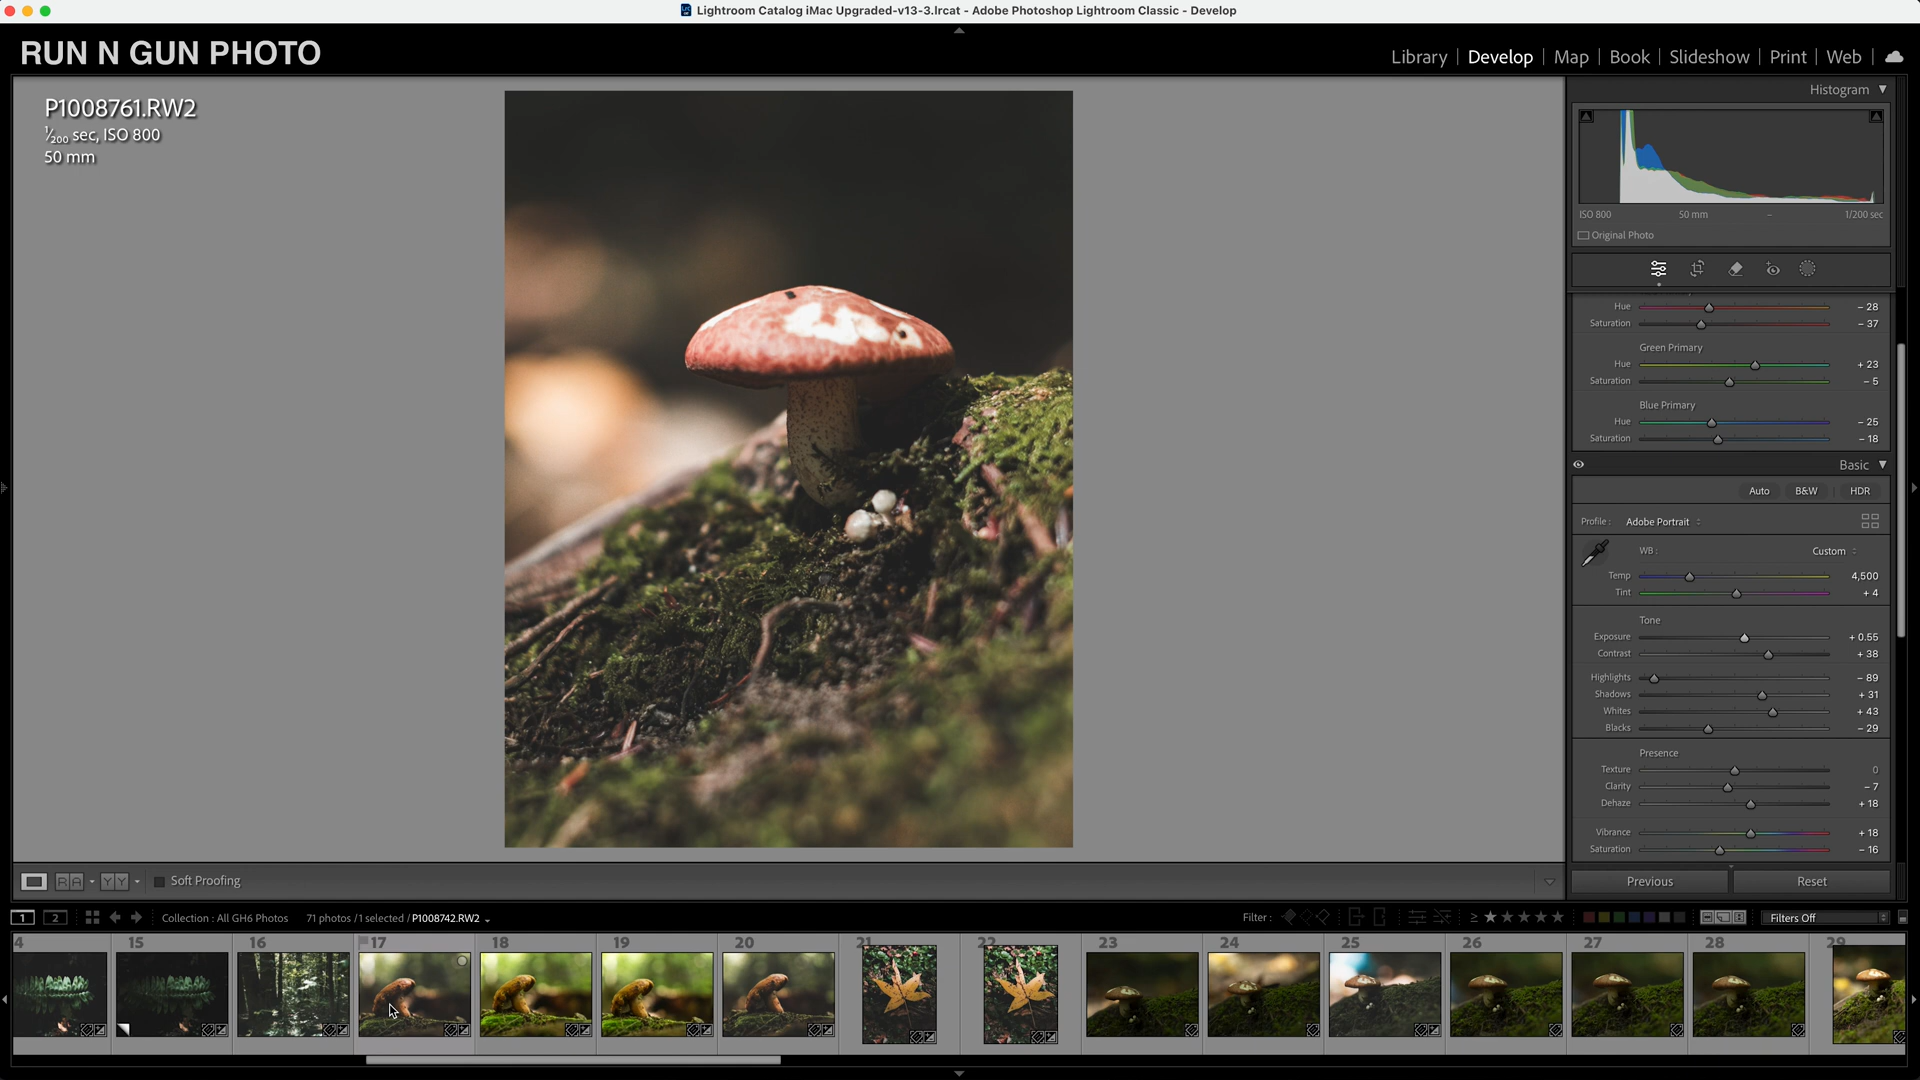 Lightroom Catalog iMac Upgraded-v13-3.lrcat - Adobe Photoshop Lightroom Classic - Develop
RUN N GUN PHOTO
Library | Develop | Map | Book | Slideshow | Print | Web
P1008761.RW2
1/200 sec, ISO 800
50 mm
Histogram
ISO 800 50 mm – 1/200 sec
Original Photo
Hue – 28
Saturation – 37
Green Primary
Hue + 23
Saturation – 5
Blue Primary
Hue – 25
Saturation – 18
Basic
Auto B&W HDR
Profile : Adobe Portrait
WB : Custom
Temp 4,500
Tint + 4
Tone
Exposure + 0.55
Contrast + 38
Highlights – 89
Shadows + 31
Whites + 43
Blacks – 29
Presence
Texture 0
Clarity – 7
Dehaze + 18
Vibrance + 18
Saturation – 16
Previous Reset
RA YY Soft Proofing
1 2 Collection : All GH6 Photos 71 photos /1 selected /P1008742.RW2 Filter : ≥ Filters Off
4 15 16 17 18 19 20 21 22 23 24 25 26 27 28 29